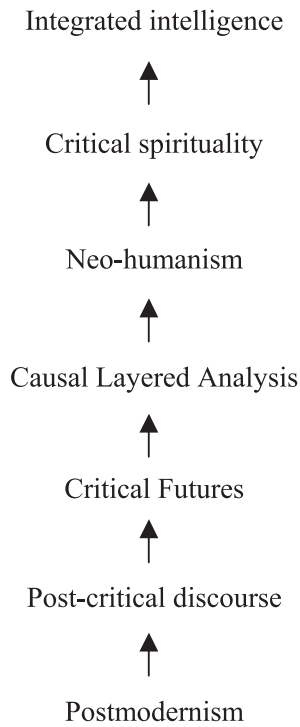 Integrated intelligence
Critical spirituality
Neo-humanism
Causal Layered Analysis
Critical Futures
Post-critical discourse
Postmodernism